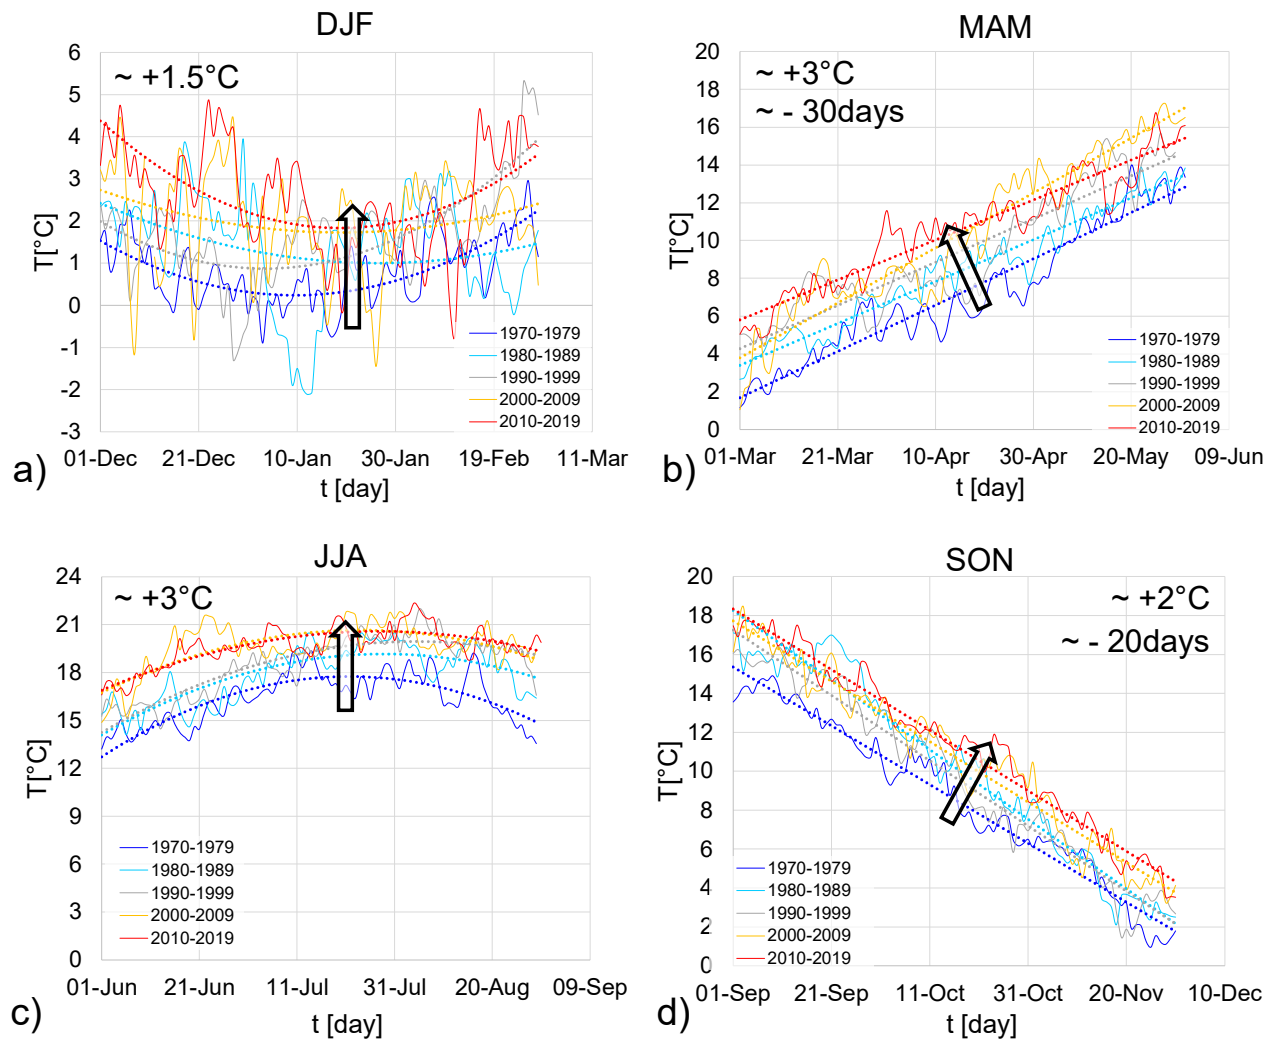 DJF
~ +1.5°C
6
5
4
3
2
1
0
-1
-2
-3
T[°C]
1970-1979
1980-1989
1990-1999
2000-2009
2010-2019
01-Dec 21-Dec 10-Jan 30-Jan 19-Feb 11-Mar
t [day]
a)
MAM
~ +3°C
~ - 30days
20
18
16
14
12
10
8
6
4
2
0
T[°C]
1970-1979
1980-1989
1990-1999
2000-2009
2010-2019
01-Mar 21-Mar 10-Apr 30-Apr 20-May 09-Jun
t [day]
b)
JJA
~ +3°C
24
21
18
15
12
9
6
3
0
T[°C]
1970-1979
1980-1989
1990-1999
2000-2009
2010-2019
01-Jun 21-Jun 11-Jul 31-Jul 20-Aug 09-Sep
t [day]
c)
SON
~ +2°C
~ - 20days
20
18
16
14
12
10
8
6
4
2
0
T[°C]
1970-1979
1980-1989
1990-1999
2000-2009
2010-2019
01-Sep 21-Sep 11-Oct 31-Oct 20-Nov 10-Dec
t [day]
d)